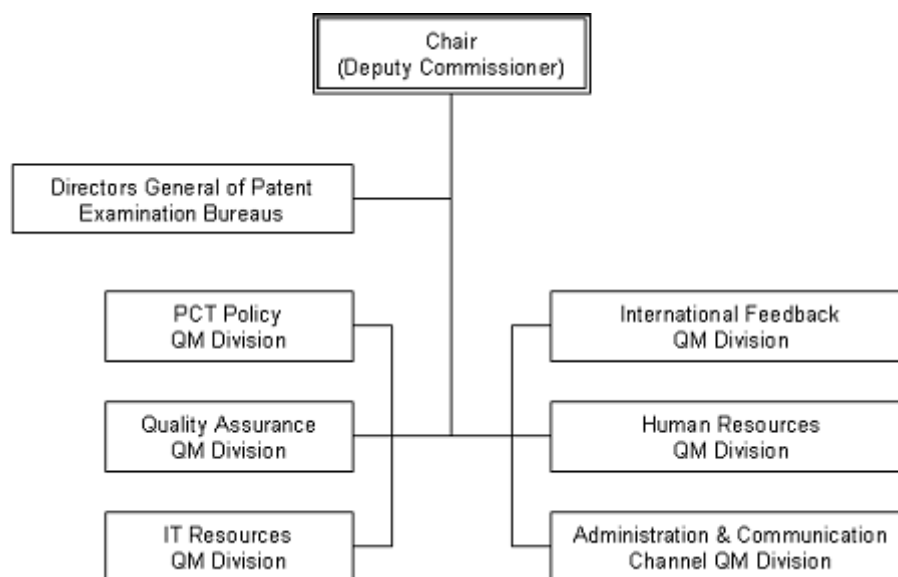 Chair
(Deputy Commissioner)
Directors General of Patent
Examination Bureaus
PCT Policy
QM Division
International Feedback
QM Division
Quality Assurance
QM Division
Human Resources
QM Division
IT Resources
QM Division
Administration & Communication
Channel QM Division